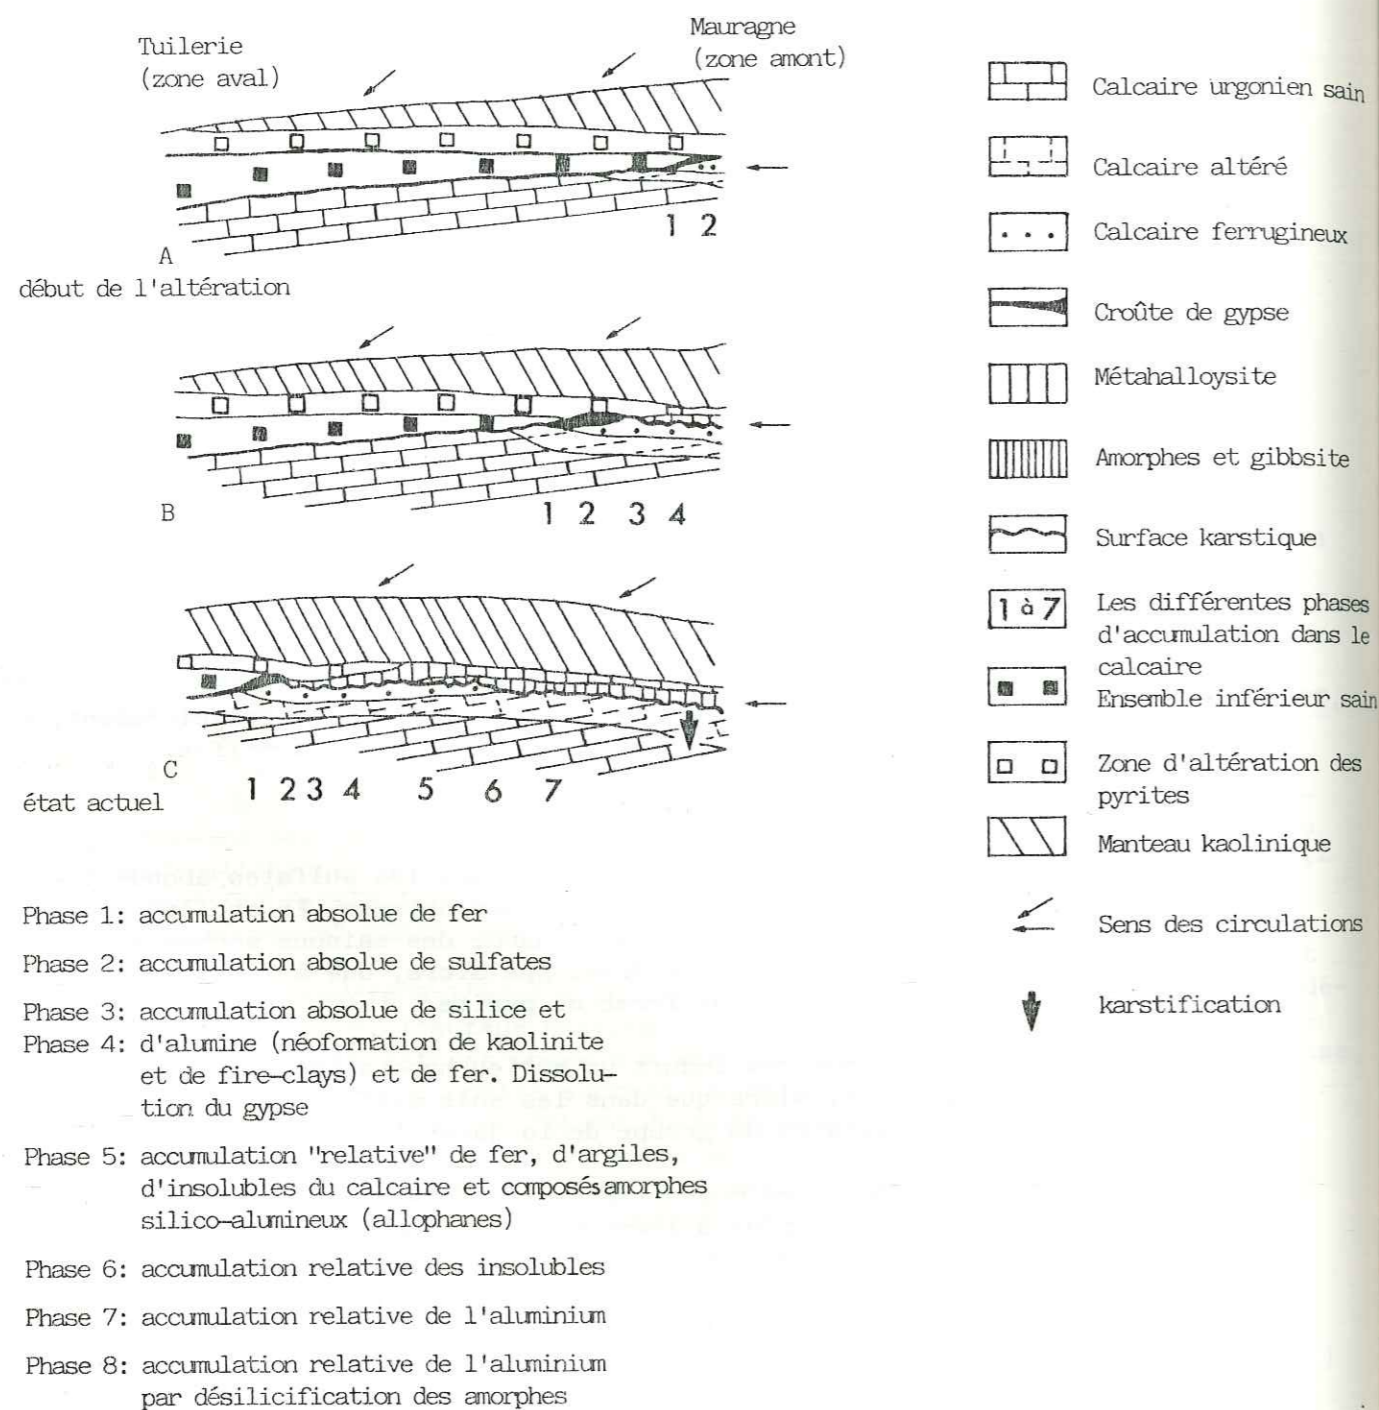 Tuilerie
(zone aval)
Mauragne
(zone amont)
1 2
A
début de l'altération
B
1 2 3 4
C
état actuel
1 2 3 4 5 6 7
Calcaire urgonien sain
Calcaire altéré
Calcaire ferrugineux
Croûte de gypse
Métahalloysite
Amorphes et gibbsite
Surface karstique
1 à 7
Les différentes phases
d'accumulation dans le
calcaire
Ensemble inférieur sain
Zone d'altération des
pyrites
Manteau kaolinique
Sens des circulations
karstification
Phase 1: accumulation absolue de fer
Phase 2: accumulation absolue de sulfates
Phase 3: accumulation absolue de silice et
Phase 4: d'alumine (néoformation de kaolinite
et de fire-clays) et de fer. Dissolu-
tion du gypse
Phase 5: accumulation "relative" de fer, d'argiles,
d'insolubles du calcaire et composés amorphes
silico-alumineux (allophanes)
Phase 6: accumulation relative des insolubles
Phase 7: accumulation relative de l'aluminium
Phase 8: accumulation relative de l'aluminium
par désilicification des amorphes